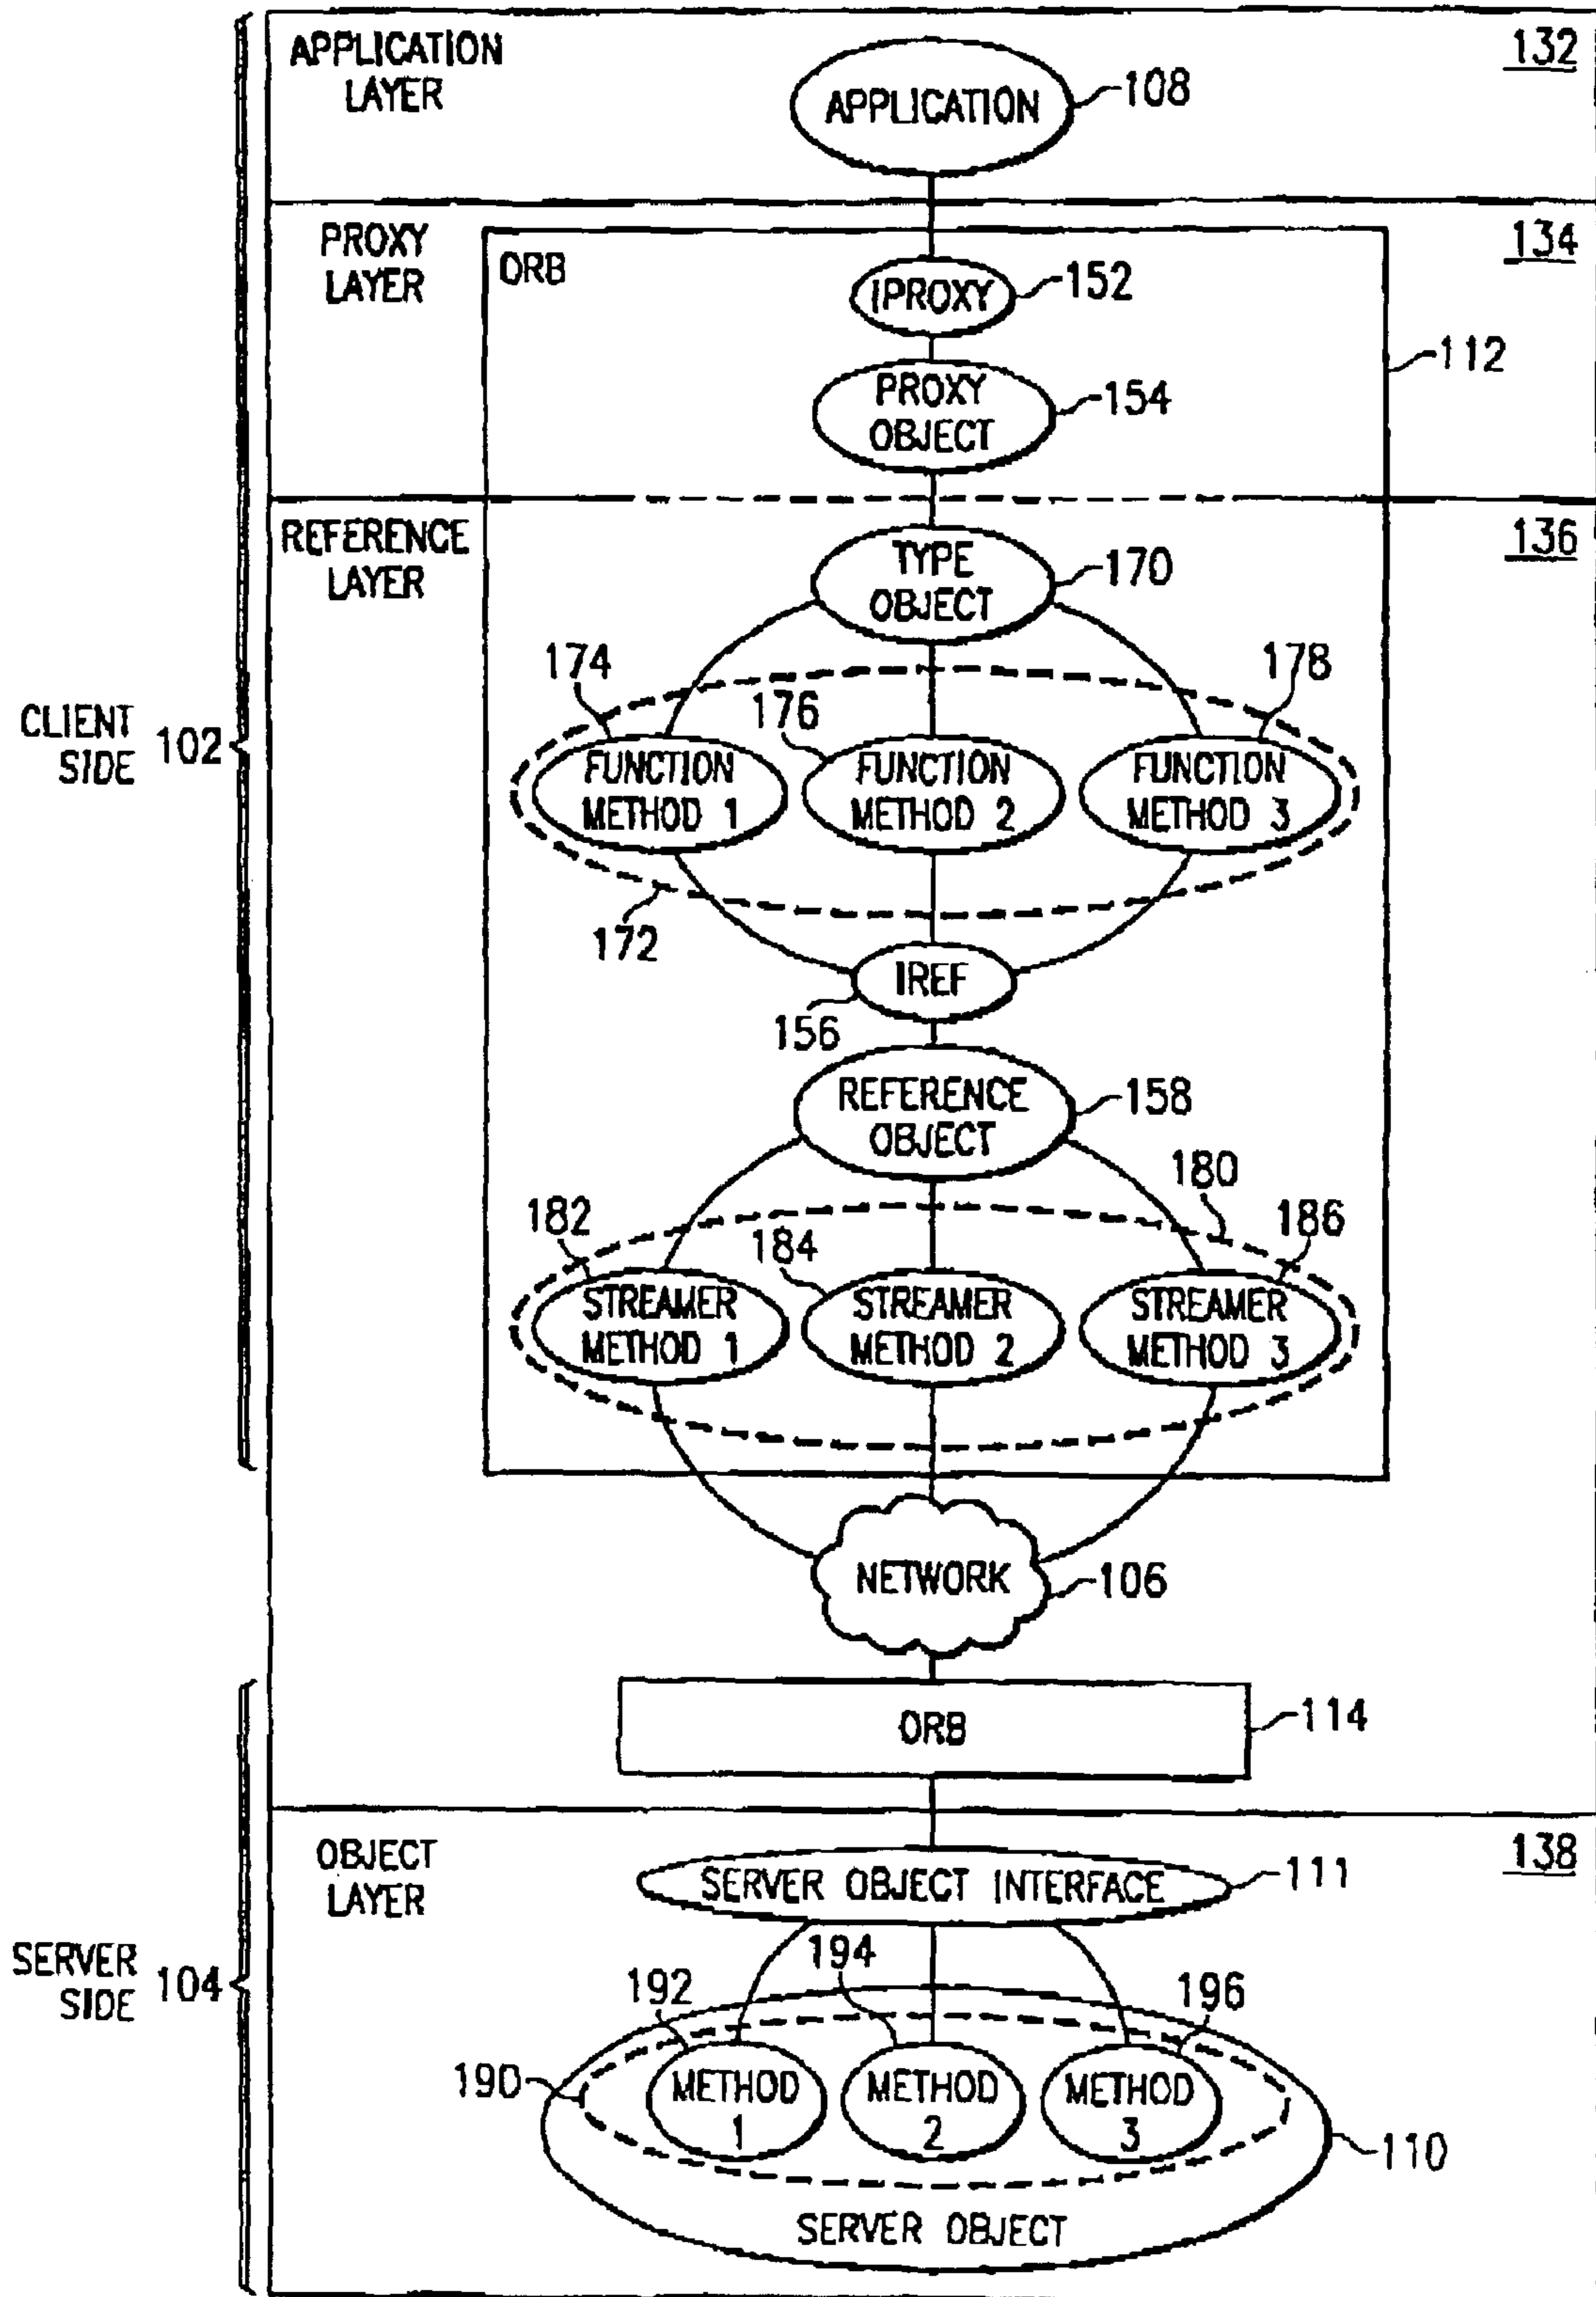 APPLICATION
LAYER
132
APPLICATION
108
PROXY
LAYER
134
ORB
IPROXY
152
112
PROXY
OBJECT
154
REFERENCE
LAYER
136
TYPE
OBJECT
170
174
178
176
CLIENT
SIDE
102
FUNCTION
METHOD 1
FUNCTION
METHOD 2
FUNCTION
METHOD 3
172
IREF
156
REFERENCE
OBJECT
158
180
182
184
186
STREAMER
METHOD 1
STREAMER
METHOD 2
STREAMER
METHOD 3
NETWORK
106
ORB
114
OBJECT
LAYER
138
SERVER OBJECT INTERFACE
111
SERVER
SIDE
104
192
194
196
190
METHOD
1
METHOD
2
METHOD
3
110
SERVER OBJECT